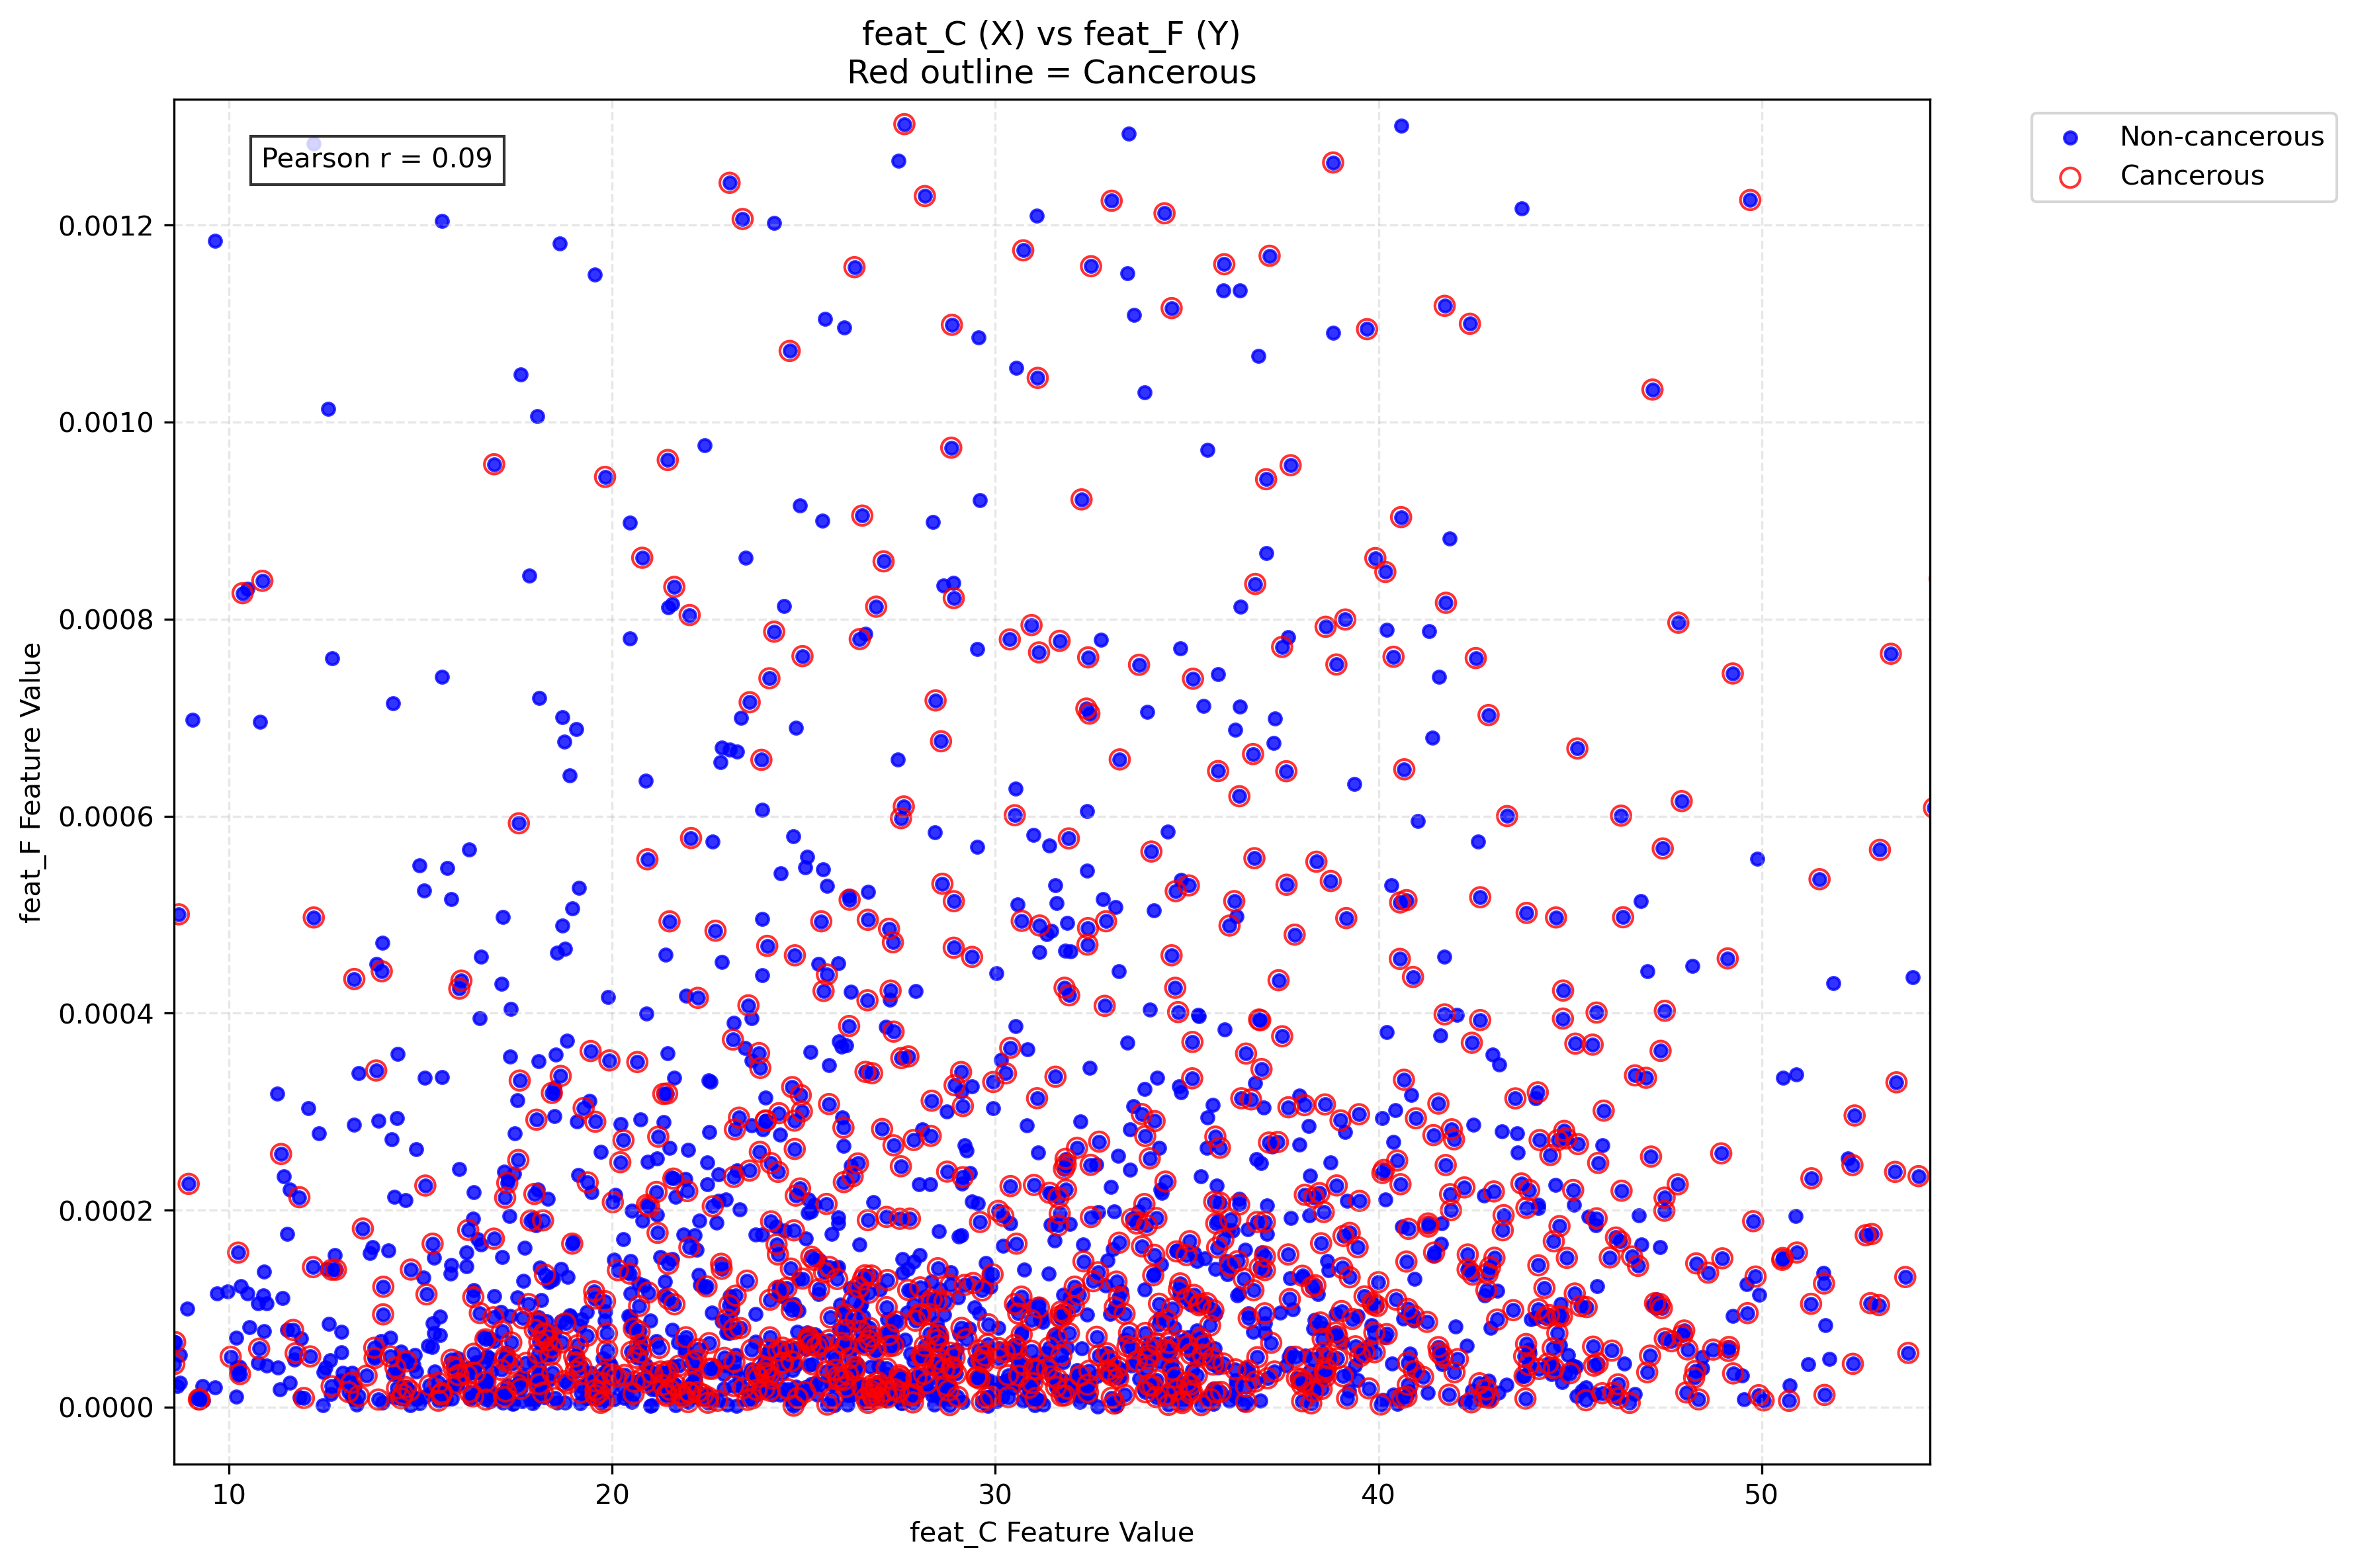 feat_C (X) vs feat_F (Y)
Red outline = Cancerous
Pearson r = 0.09
Non-cancerous
Cancerous
feat_F Feature Value
0.0012
0.0010
0.0008
0.0006
0.0004
0.0002
0.0000
10 20 30 40 50
feat_C Feature Value